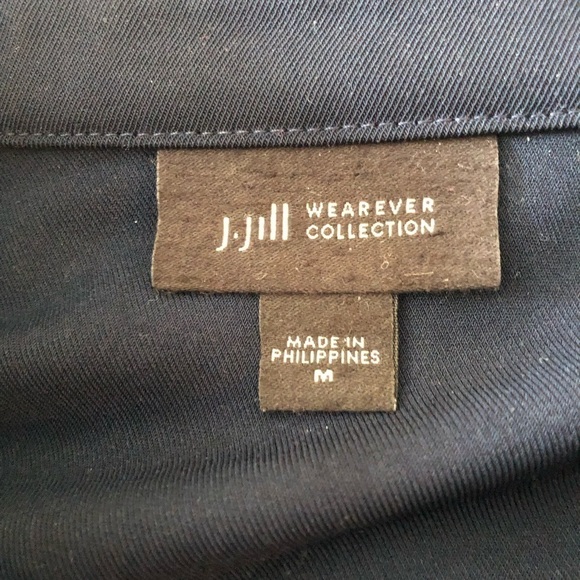 J.Jill WEAREVER
COLLECTION
MADE IN
PHILIPPINES
M